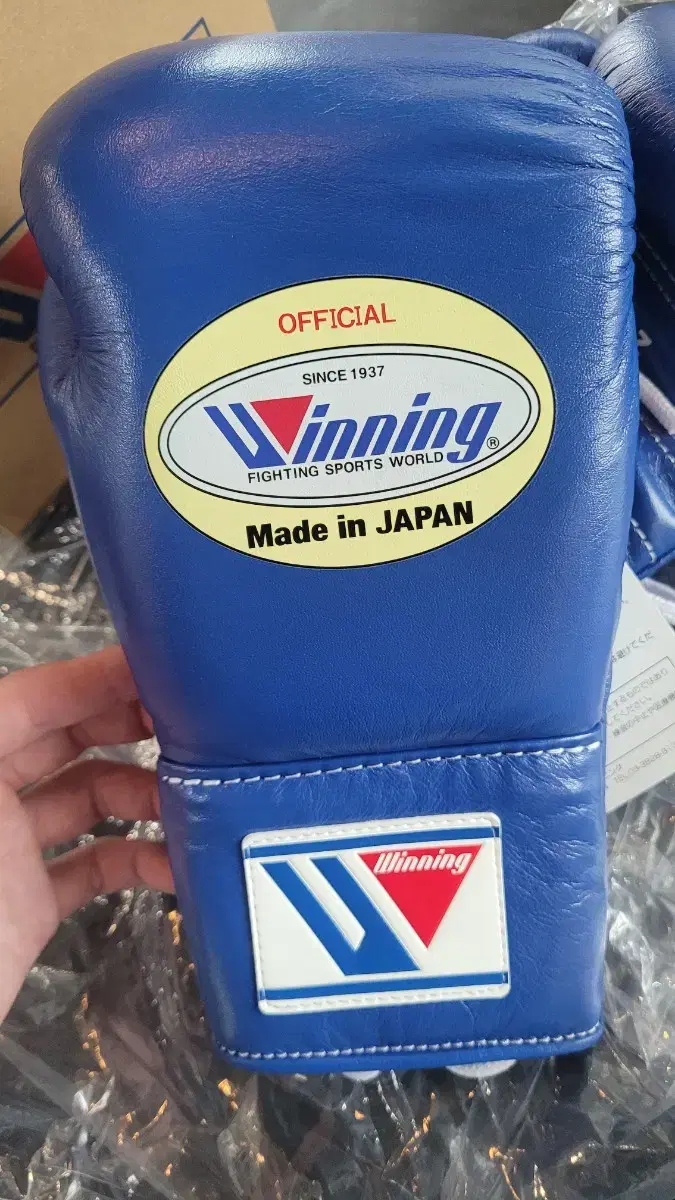 OFFICIAL
SINCE 1937
Winning®
FIGHTING SPORTS WORLD
Made in JAPAN
Winning